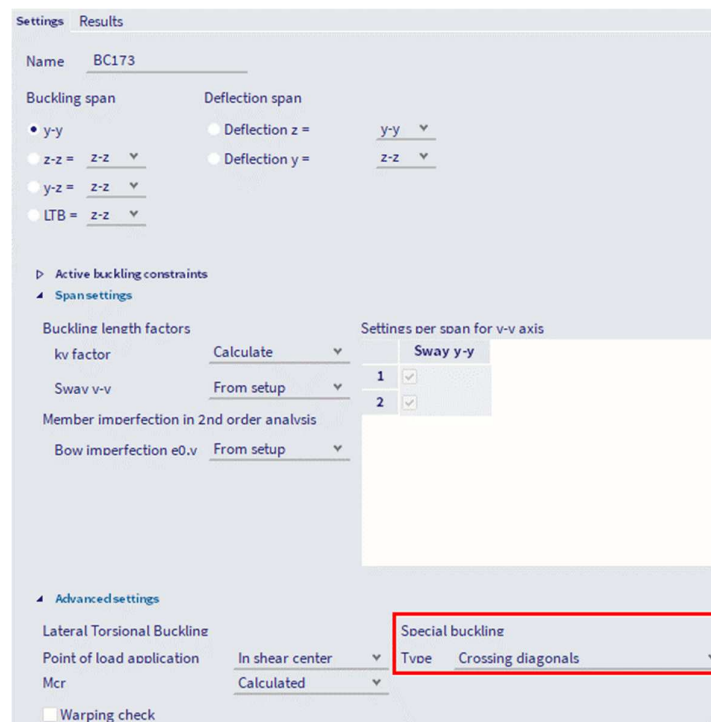 Settings Results
Name BC173
Buckling span Deflection span
y-y Deflection z = y-y
z-z = z-z Deflection y = z-z
y-z = z-z
LTB = z-z
Active buckling constraints
Span settings
Buckling length factors Settings per span for y-y axis
ky factor Calculate Sway y-y
1
Sway y-y From setup
2
Member imperfection in 2nd order analysis
Bow imperfection e0,y From setup
Advanced settings
Lateral Torsional Buckling Special buckling
Point of load application In shear center Type Crossing diagonals
Mcr Calculated
Warping check